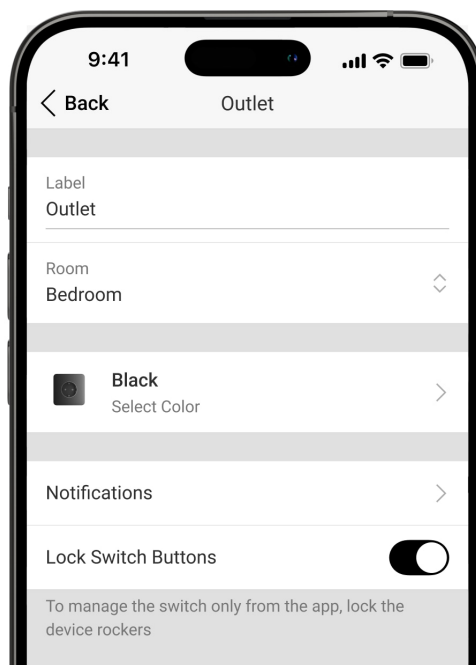 9:41
Back
Outlet
Label
Outlet
Room
Bedroom
Black
Select Color
Notifications
Lock Switch Buttons
To manage the switch only from the app, lock the
device rockers